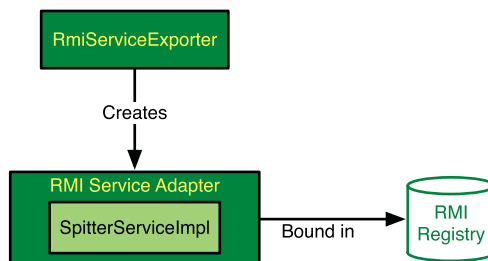 RmiServiceExporter
Creates
RMI Service Adapter
SpitterServiceImpl
Bound in
RMI
Registry